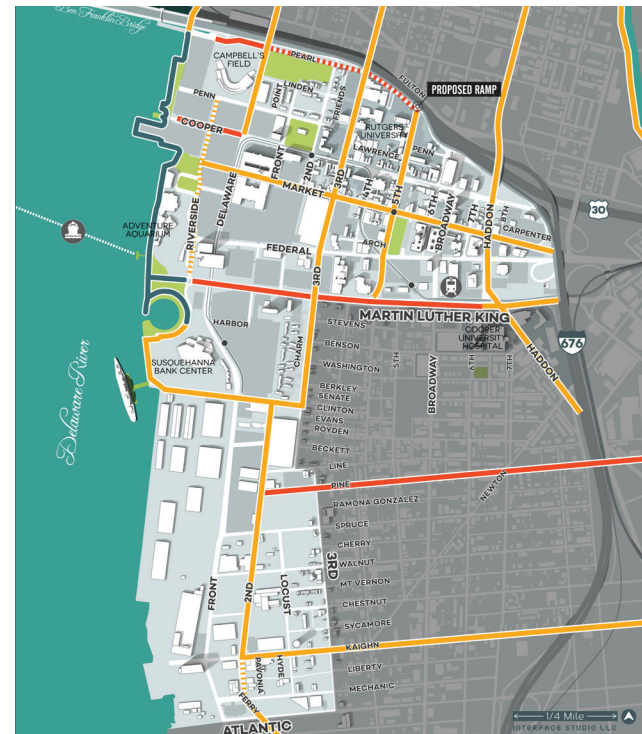 Ben Franklin Bridge
CAMPBELL'S
FIELD
PEARL
FULTON
PROPOSED RAMP
PENN
POINT
LINDEN
FRIENDS
COOPER
RUTGERS
UNIVERSITY
LAWRENCE
PENN
FRONT
2ND
3RD
4TH
5TH
6TH
BROADWAY
7TH
HADDON
8TH
30
MARKET
CARPENTER
DELAWARE
RIVERSIDE
ADVENTURE
AQUARIUM
FEDERAL
ARCH
3RD
MARTIN LUTHER KING
HARBOR
STEVENS
COOPER
UNIVERSITY
HOSPITAL
676
SUSQUEHANNA
BANK CENTER
CHARM
BENSON
5TH
BROADWAY
6TH
7TH
HADDON
WASHINGTON
BERKLEY
SENATE
CLINTON
EVANS
ROYDEN
BECKETT
LINE
PINE
NEWTON
RAMONA GONZALEZ
Delaware River
SPRUCE
CHERRY
3RD
WALNUT
MT VERNON
FRONT
2ND
LOCUST
CHESTNUT
SYCAMORE
KAIGHN
PAVONIA
HYDE
LIBERTY
MECHANIC
FERRY
ATLANTIC
1/4 Mile
INTERFACE STUDIO LLC